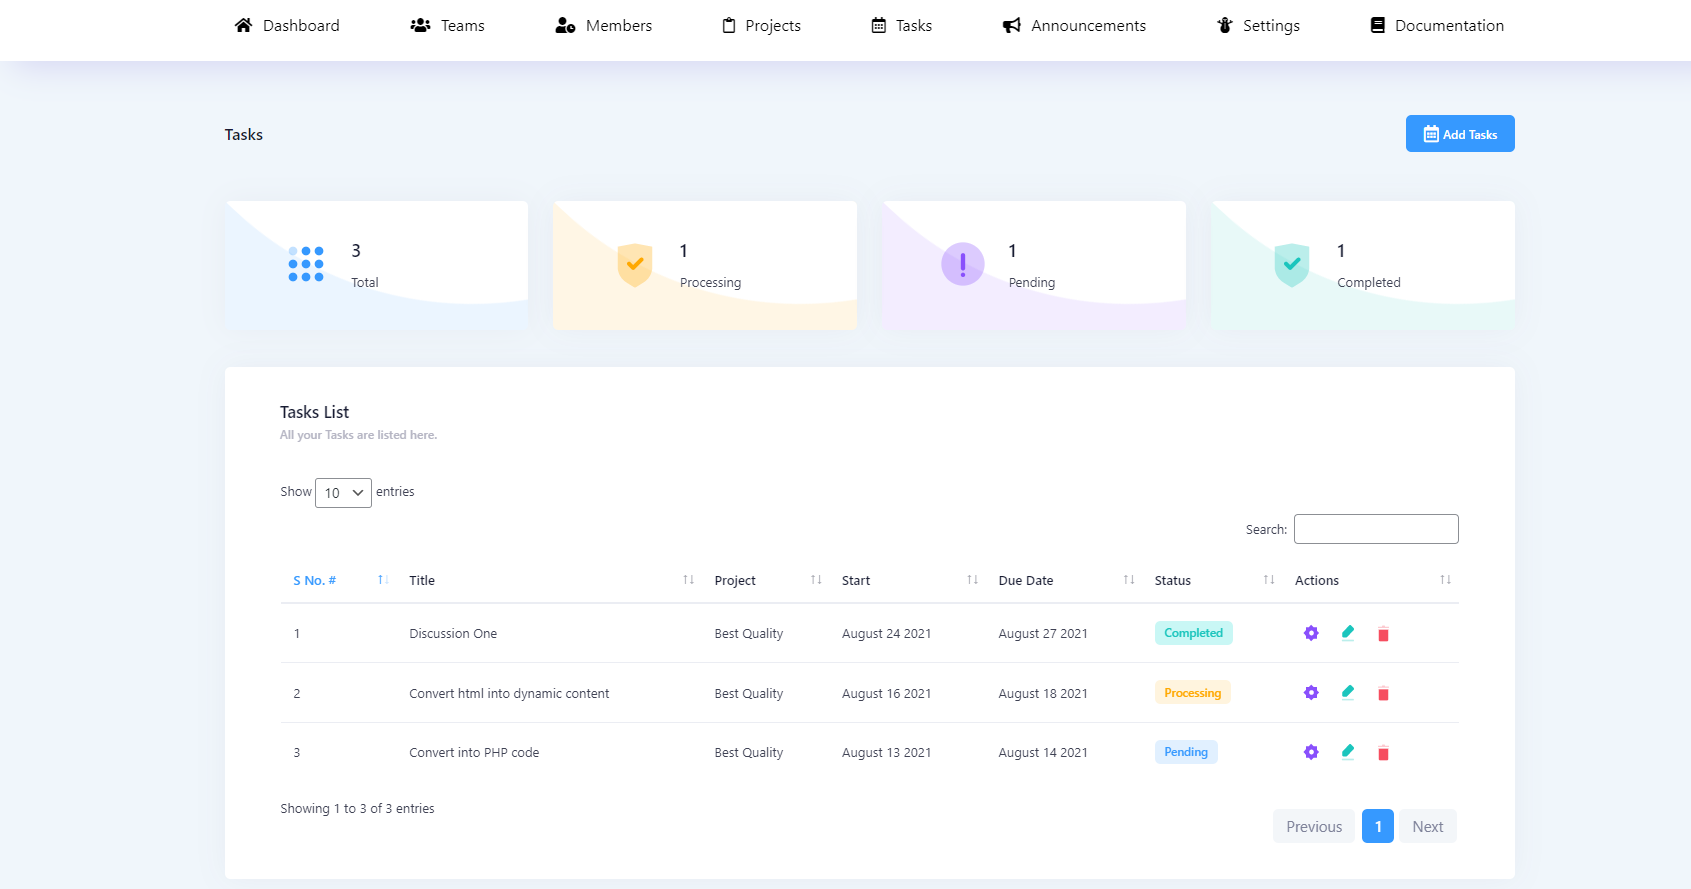 Dashboard Teams Members Projects Tasks Announcements Settings Documentation
Tasks
Add Tasks
3
Total
1
Processing
1
Pending
1
Completed
Tasks List
All your Tasks are listed here.
Show 10 entries
Search:
S No. # Title Project Start Due Date Status Actions
1 Discussion One Best Quality August 24 2021 August 27 2021 Completed
2 Convert html into dynamic content Best Quality August 16 2021 August 18 2021 Processing
3 Convert into PHP code Best Quality August 13 2021 August 14 2021 Pending
Showing 1 to 3 of 3 entries
Previous 1 Next